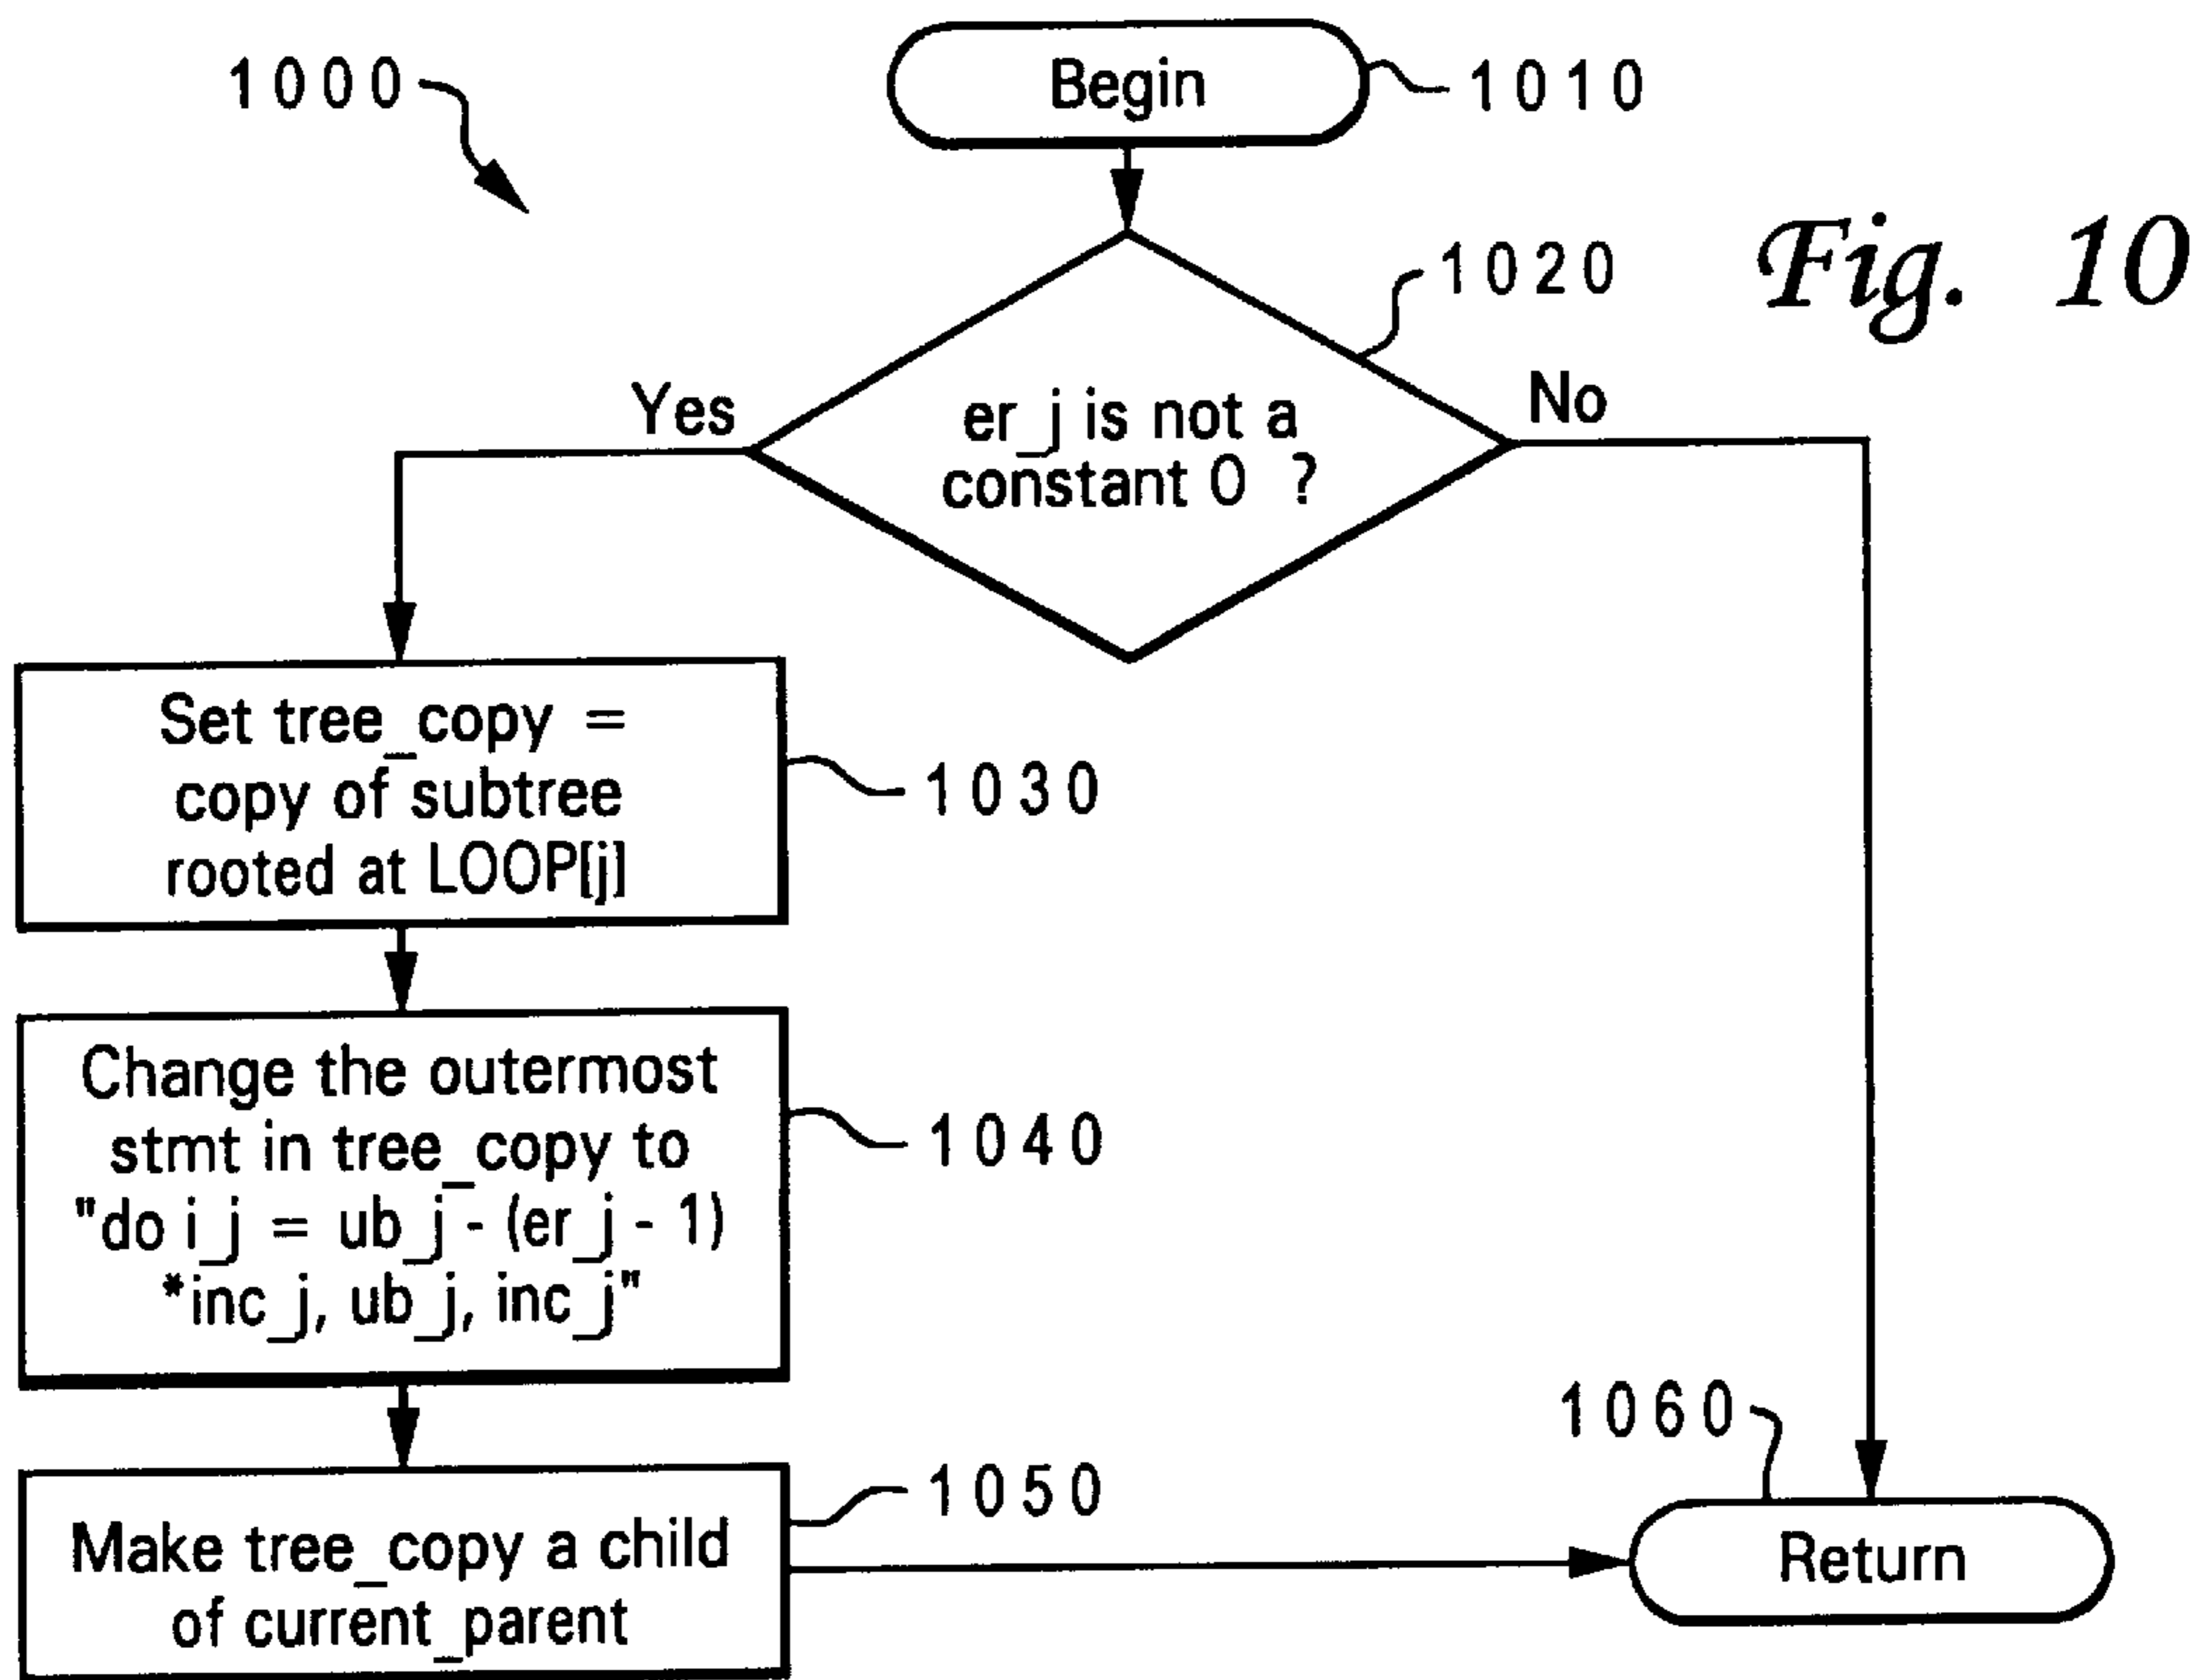 1000
Begin
1010
1020
Fig. 10
Yes
er_j is not a
constant 0 ?
No
Set tree_copy =
copy of subtree
rooted at LOOP[j]
1030
Change the outermost
stmt in tree_copy to
"do i_j = ub_j - (er_j - 1)
*inc_j, ub_j, inc_j"
1040
Make tree_copy a child
of current_parent
1050
1060
Return